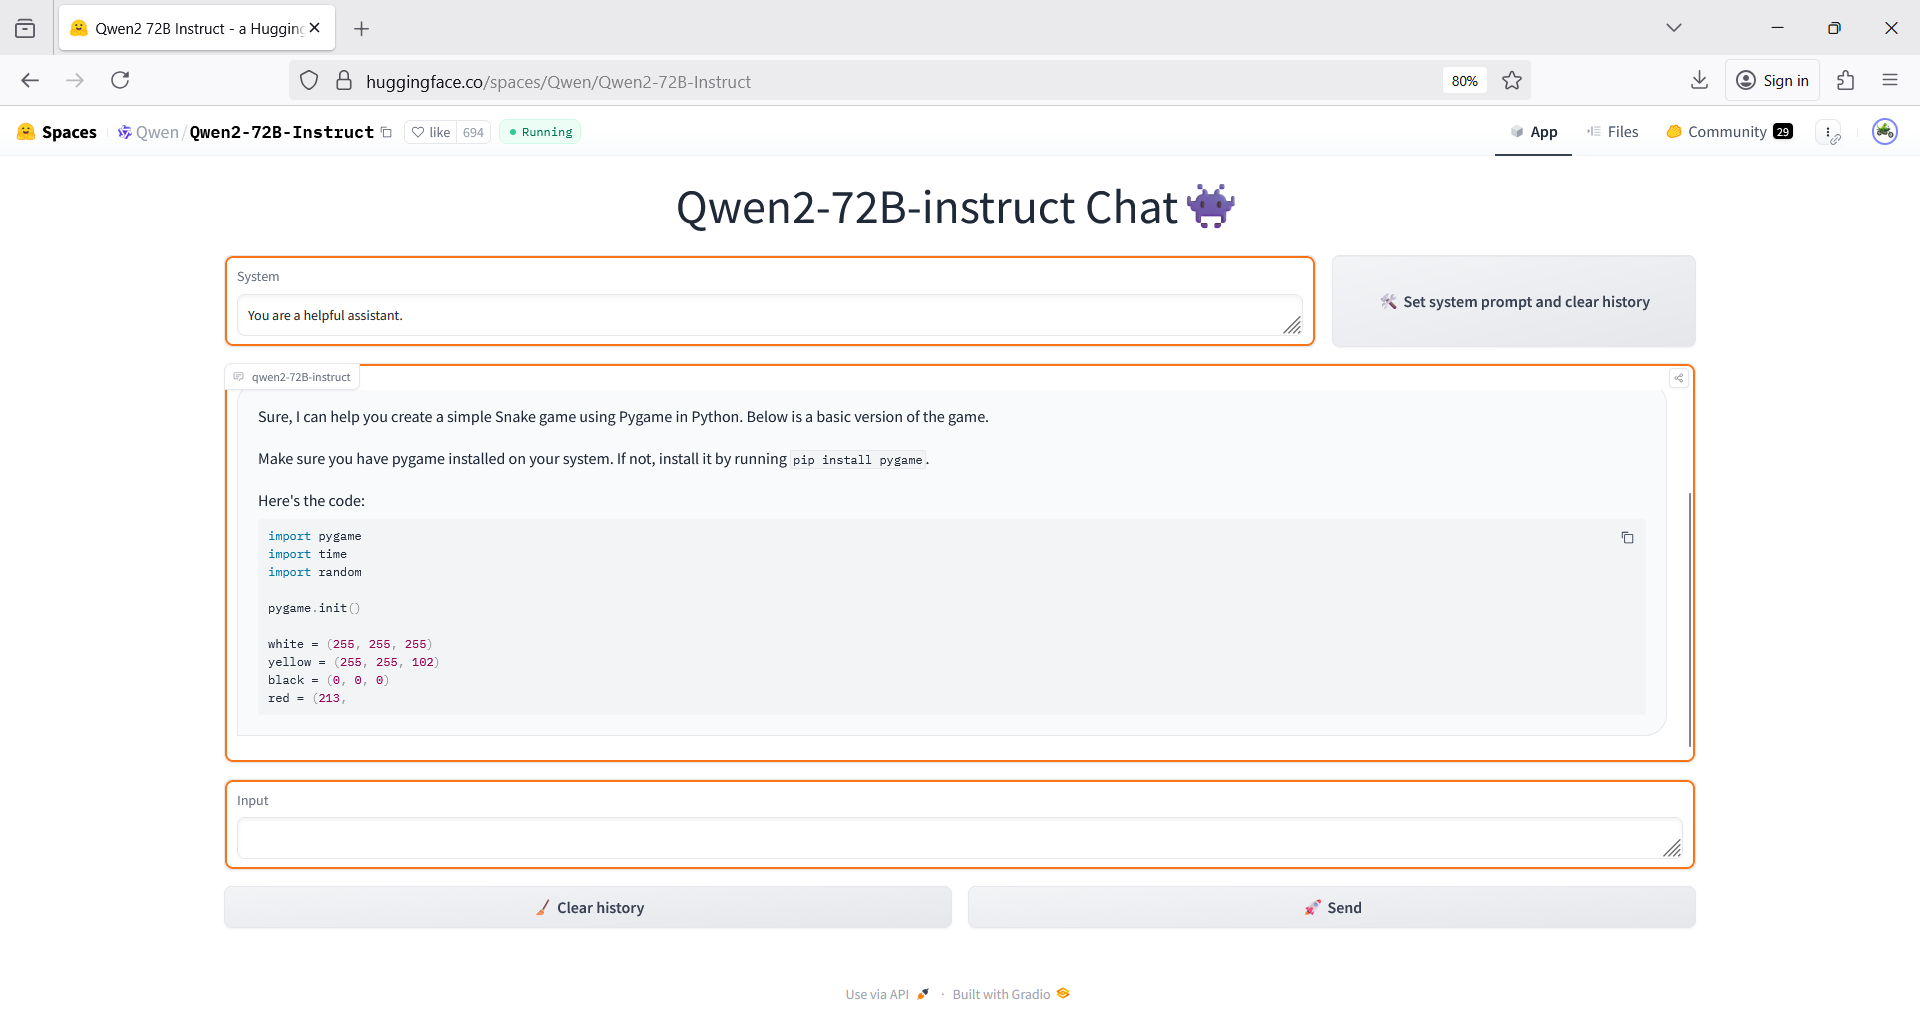 Qwen2 72B Instruct - a Hugging
huggingface.co/spaces/Qwen/Qwen2-72B-Instruct
80%
Sign in
Spaces
Qwen/Qwen2-72B-Instruct
like 694
Running
App
Files
Community 29
Qwen2-72B-instruct Chat
System
You are a helpful assistant.
Set system prompt and clear history
qwen2-72B-instruct
Sure, I can help you create a simple Snake game using Pygame in Python. Below is a basic version of the game.
Make sure you have pygame installed on your system. If not, install it by running pip install pygame.
Here's the code:
import pygame
import time
import random
pygame.init()
white = (255, 255, 255)
yellow = (255, 255, 102)
black = (0, 0, 0)
red = (213,
Input
Clear history
Send
Use via API · Built with Gradio